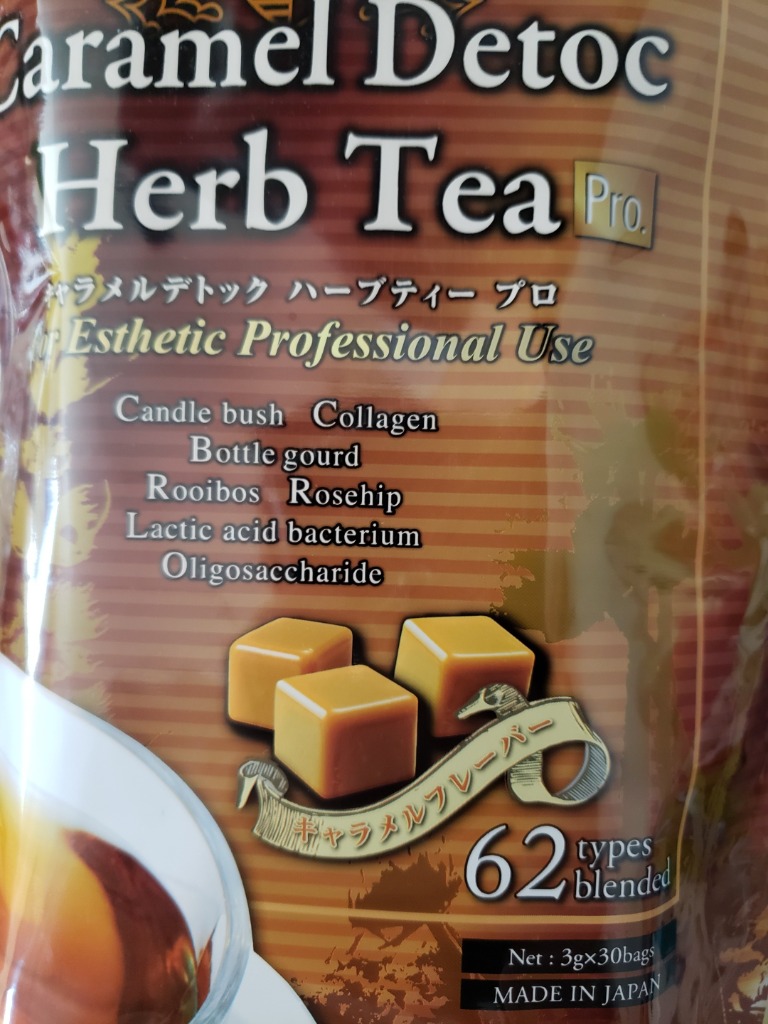 Caramel Detoc
Herb Tea Pro.
キャラメルデトック ハーブティー プロ
Esthetic Professional Use
Candle bush Collagen
Bottle gourd
Rooibos Rosehip
Lactic acid bacterium
Oligosaccharide
キャラメルフレーバー
62 types blended
Net : 3g×30bags
MADE IN JAPAN